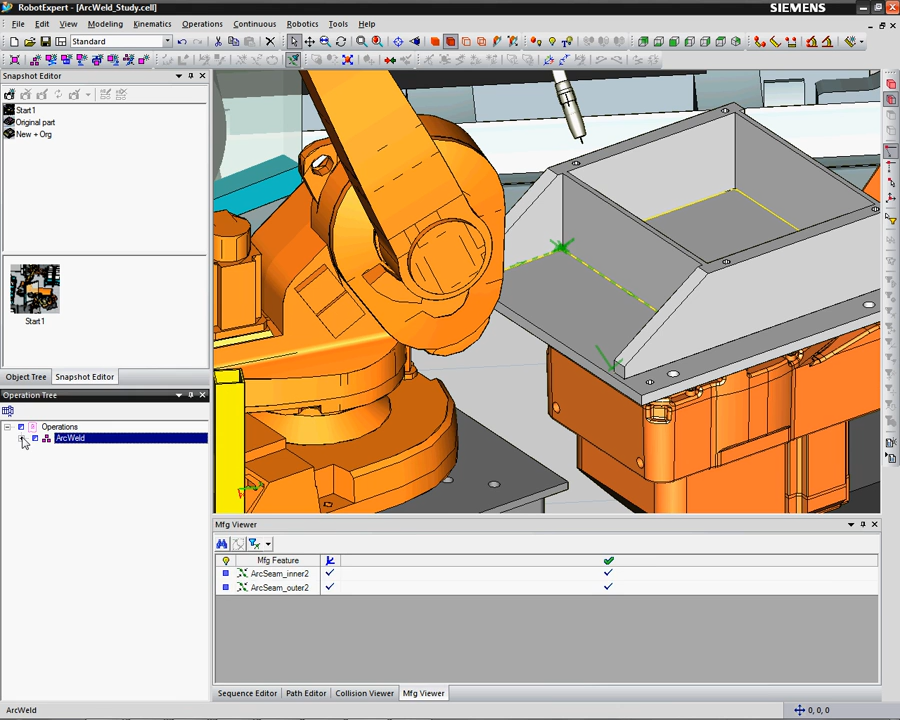 RobotExpert - [ArcWeld_Study.cell]
SIEMENS
File Edit View Modeling Kinematics Operations Continuous Robotics Tools Help
Standard
Snapshot Editor
Start1
Original part
New + Org
Start1
Object Tree Snapshot Editor
Operation Tree
Operations
ArcWeld
Mfg Viewer
Mfg Feature
ArcSeam_inner2
ArcSeam_outer2
Sequence Editor Path Editor Collision Viewer Mfg Viewer
ArcWeld
0, 0, 0